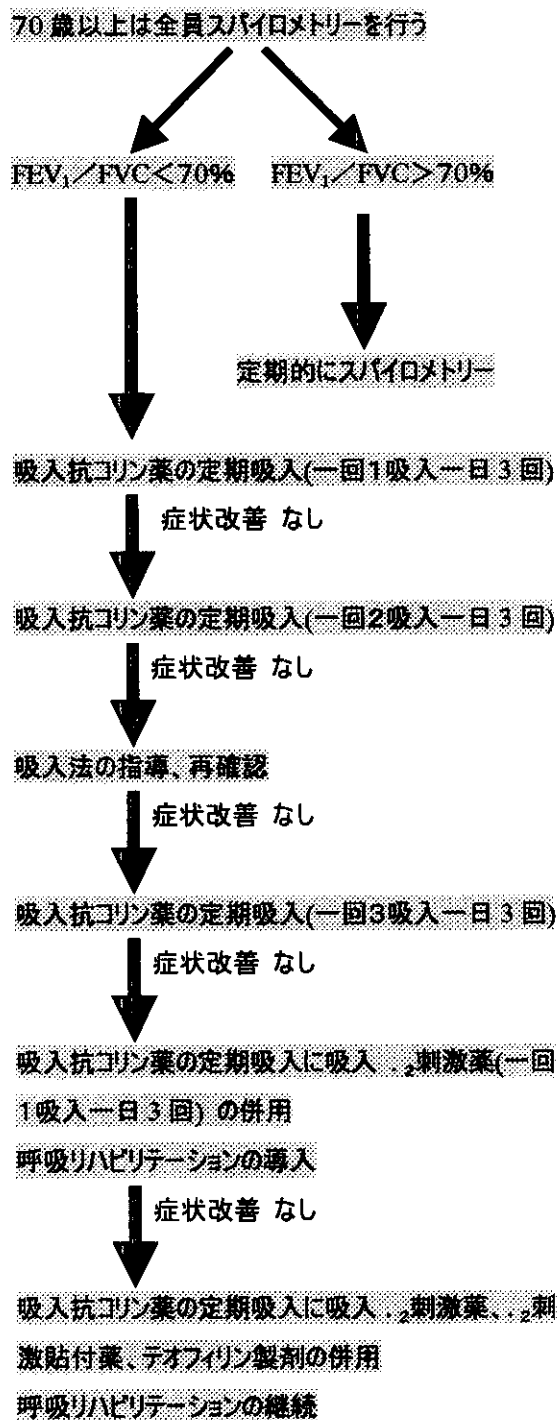 70歳以上は全員スパイロメトリーを行う
FEV₁／FVC＜70%
FEV₁／FVC＞70%
定期的にスパイロメトリー
吸入抗コリン薬の定期吸入(一回1吸入一日3回)
症状改善 なし
吸入抗コリン薬の定期吸入(一回2吸入一日3回)
症状改善 なし
吸入法の指導、再確認
症状改善 なし
吸入抗コリン薬の定期吸入(一回3吸入一日3回)
症状改善 なし
吸入抗コリン薬の定期吸入に吸入 .₂刺激薬(一回
1吸入一日3回) の併用
呼吸リハビリテーションの導入
症状改善 なし
吸入抗コリン薬の定期吸入に吸入 .₂刺激薬、.₂刺
激貼付薬、テオフィリン製剤の併用
呼吸リハビリテーションの継続